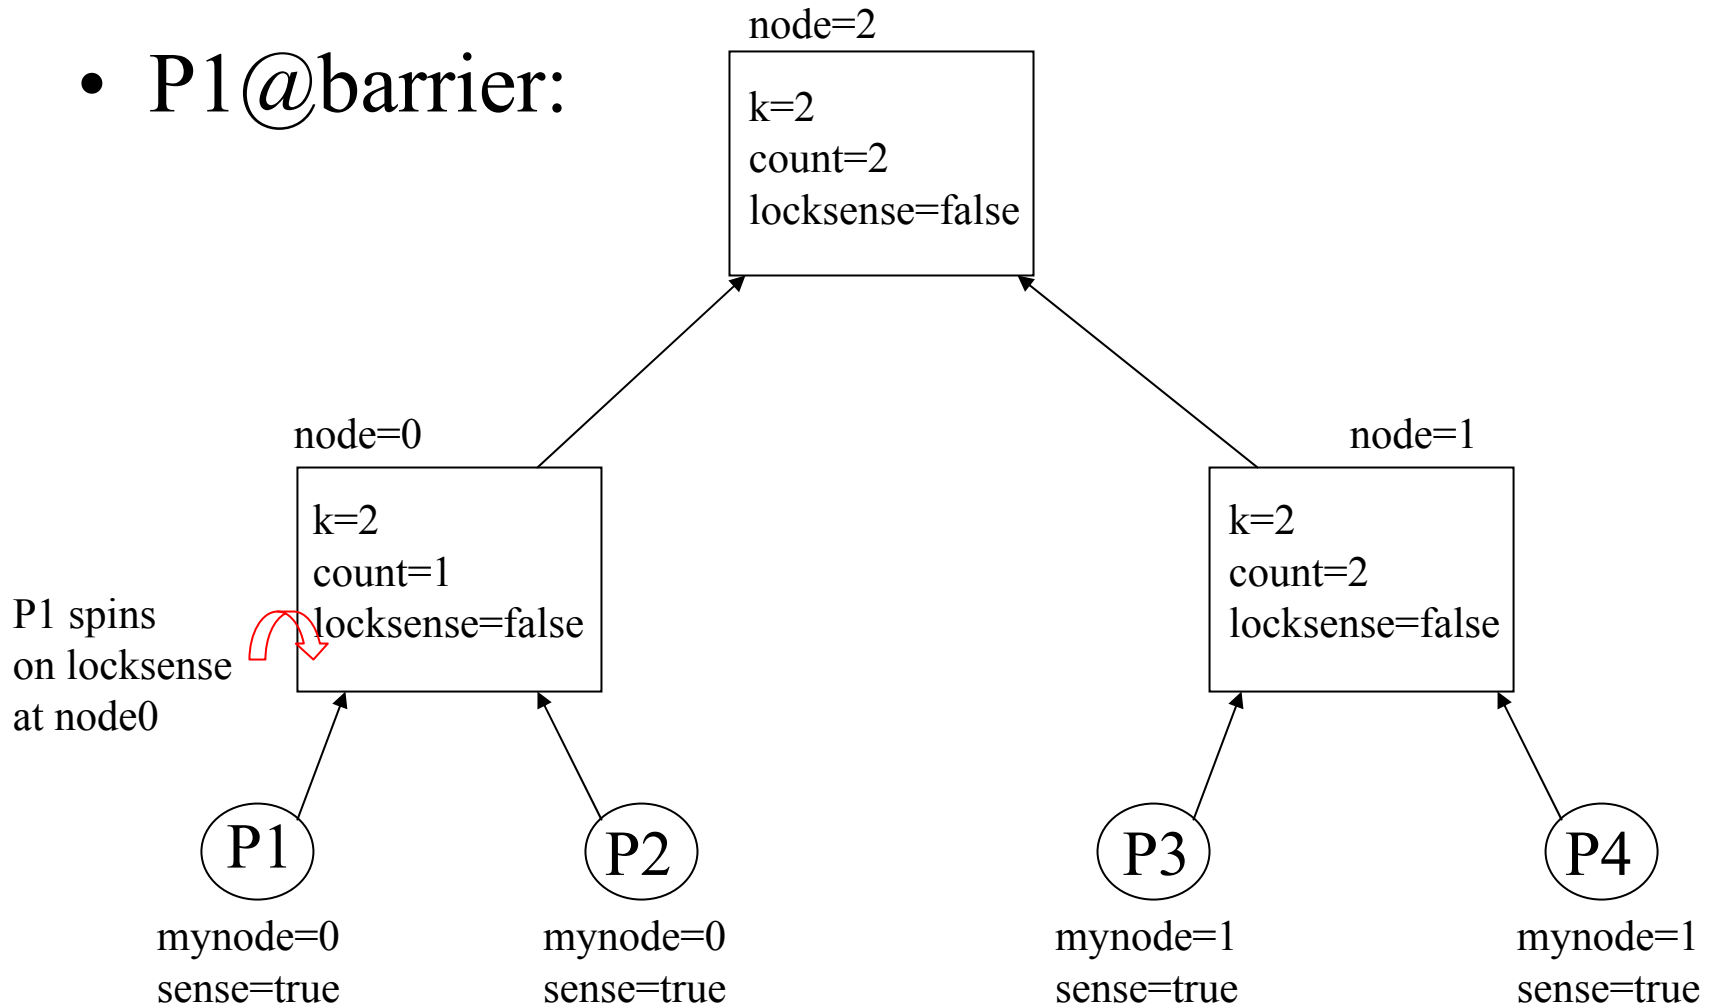 node=2
• P1@barrier:
k=2
count=2
locksense=false
node=0
node=1
k=2
count=1
locksense=false
k=2
count=2
locksense=false
P1 spins
on locksense
at node0
P1
P2
P3
P4
mynode=0
sense=true
mynode=0
sense=true
mynode=1
sense=true
mynode=1
sense=true